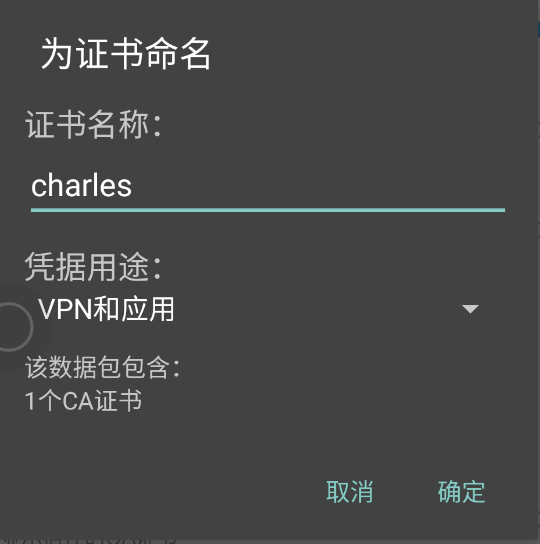 为证书命名
证书名称：
charles
凭据用途：
VPN和应用
该数据包包含：
1个CA证书
取消
确定